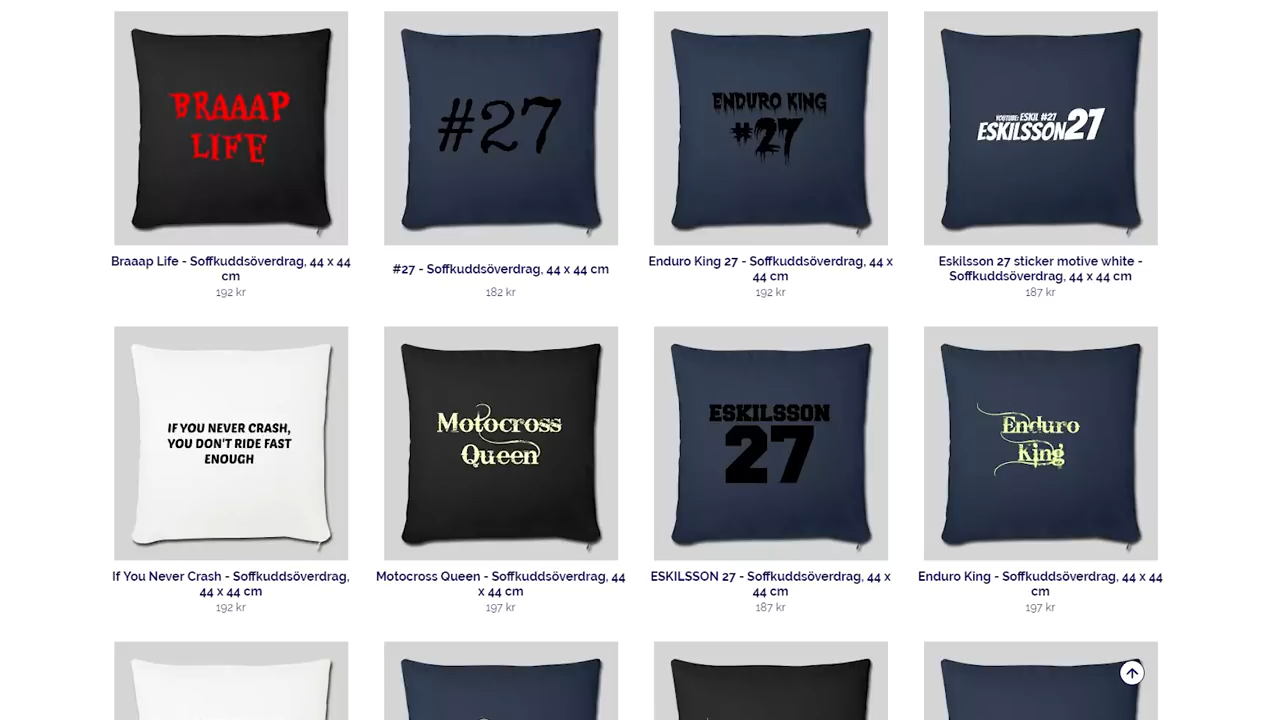 BRAAAP
LIFE
#27
ENDURO KING
#27
YOUTUBE: ESKIL #27
ESKILSSON27
Braaap Life - Soffkuddsöverdrag, 44 x 44
cm
192 kr
#27 - Soffkuddsöverdrag, 44 x 44 cm
182 kr
Enduro King 27 - Soffkuddsöverdrag, 44 x
44 cm
192 kr
Eskilsson 27 sticker motive white -
Soffkuddsöverdrag, 44 x 44 cm
187 kr
IF YOU NEVER CRASH,
YOU DON'T RIDE FAST
ENOUGH
Motocross
Queen
ESKILSSON
27
Enduro
King
If You Never Crash - Soffkuddsöverdrag,
44 x 44 cm
192 kr
Motocross Queen - Soffkuddsöverdrag, 44
x 44 cm
197 kr
ESKILSSON 27 - Soffkuddsöverdrag, 44 x
44 cm
187 kr
Enduro King - Soffkuddsöverdrag, 44 x 44
cm
197 kr